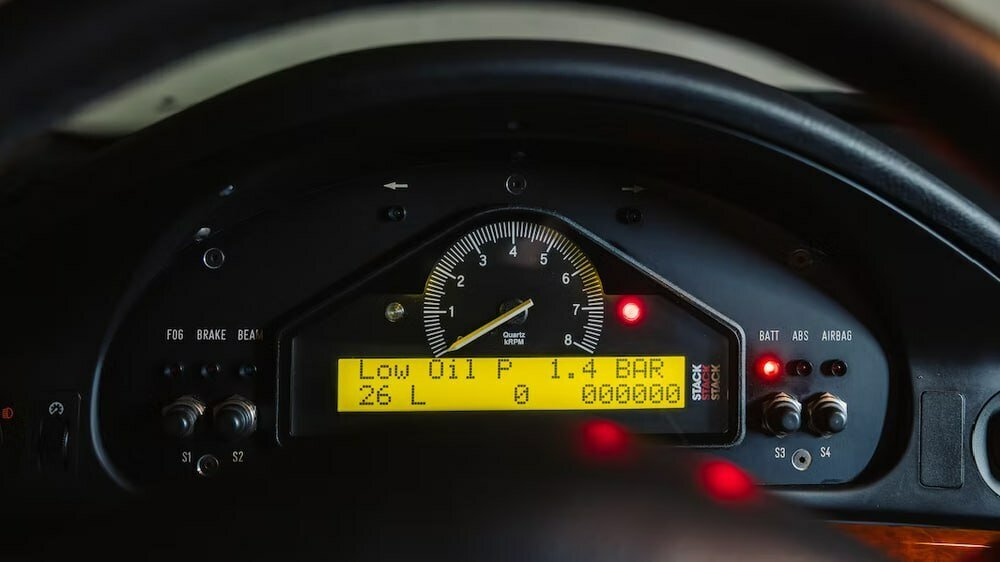 4
3 5
2 6
1 7
8
Quartz
kRPM
FOG BRAKE BEAM
BATT ABS AIRBAG
Low Oil P 1.4 BAR
26 L 0 000000
STACK
STACK
STACK
S1 S2
S3 S4